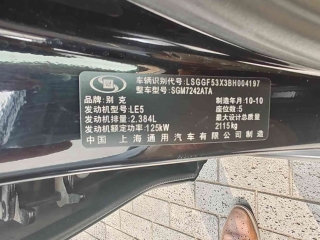 车辆识别代号:LSGGF53X3BH004197
整车型号:SGM7242ATA
品牌:别克 制造年月:10-10
发动机型号:LE5 座位数:5
发动机排量:2.384L 最大设计总质量
发动机额定功率:125kW 2115kg
中国 上海通用汽车有限公司制造